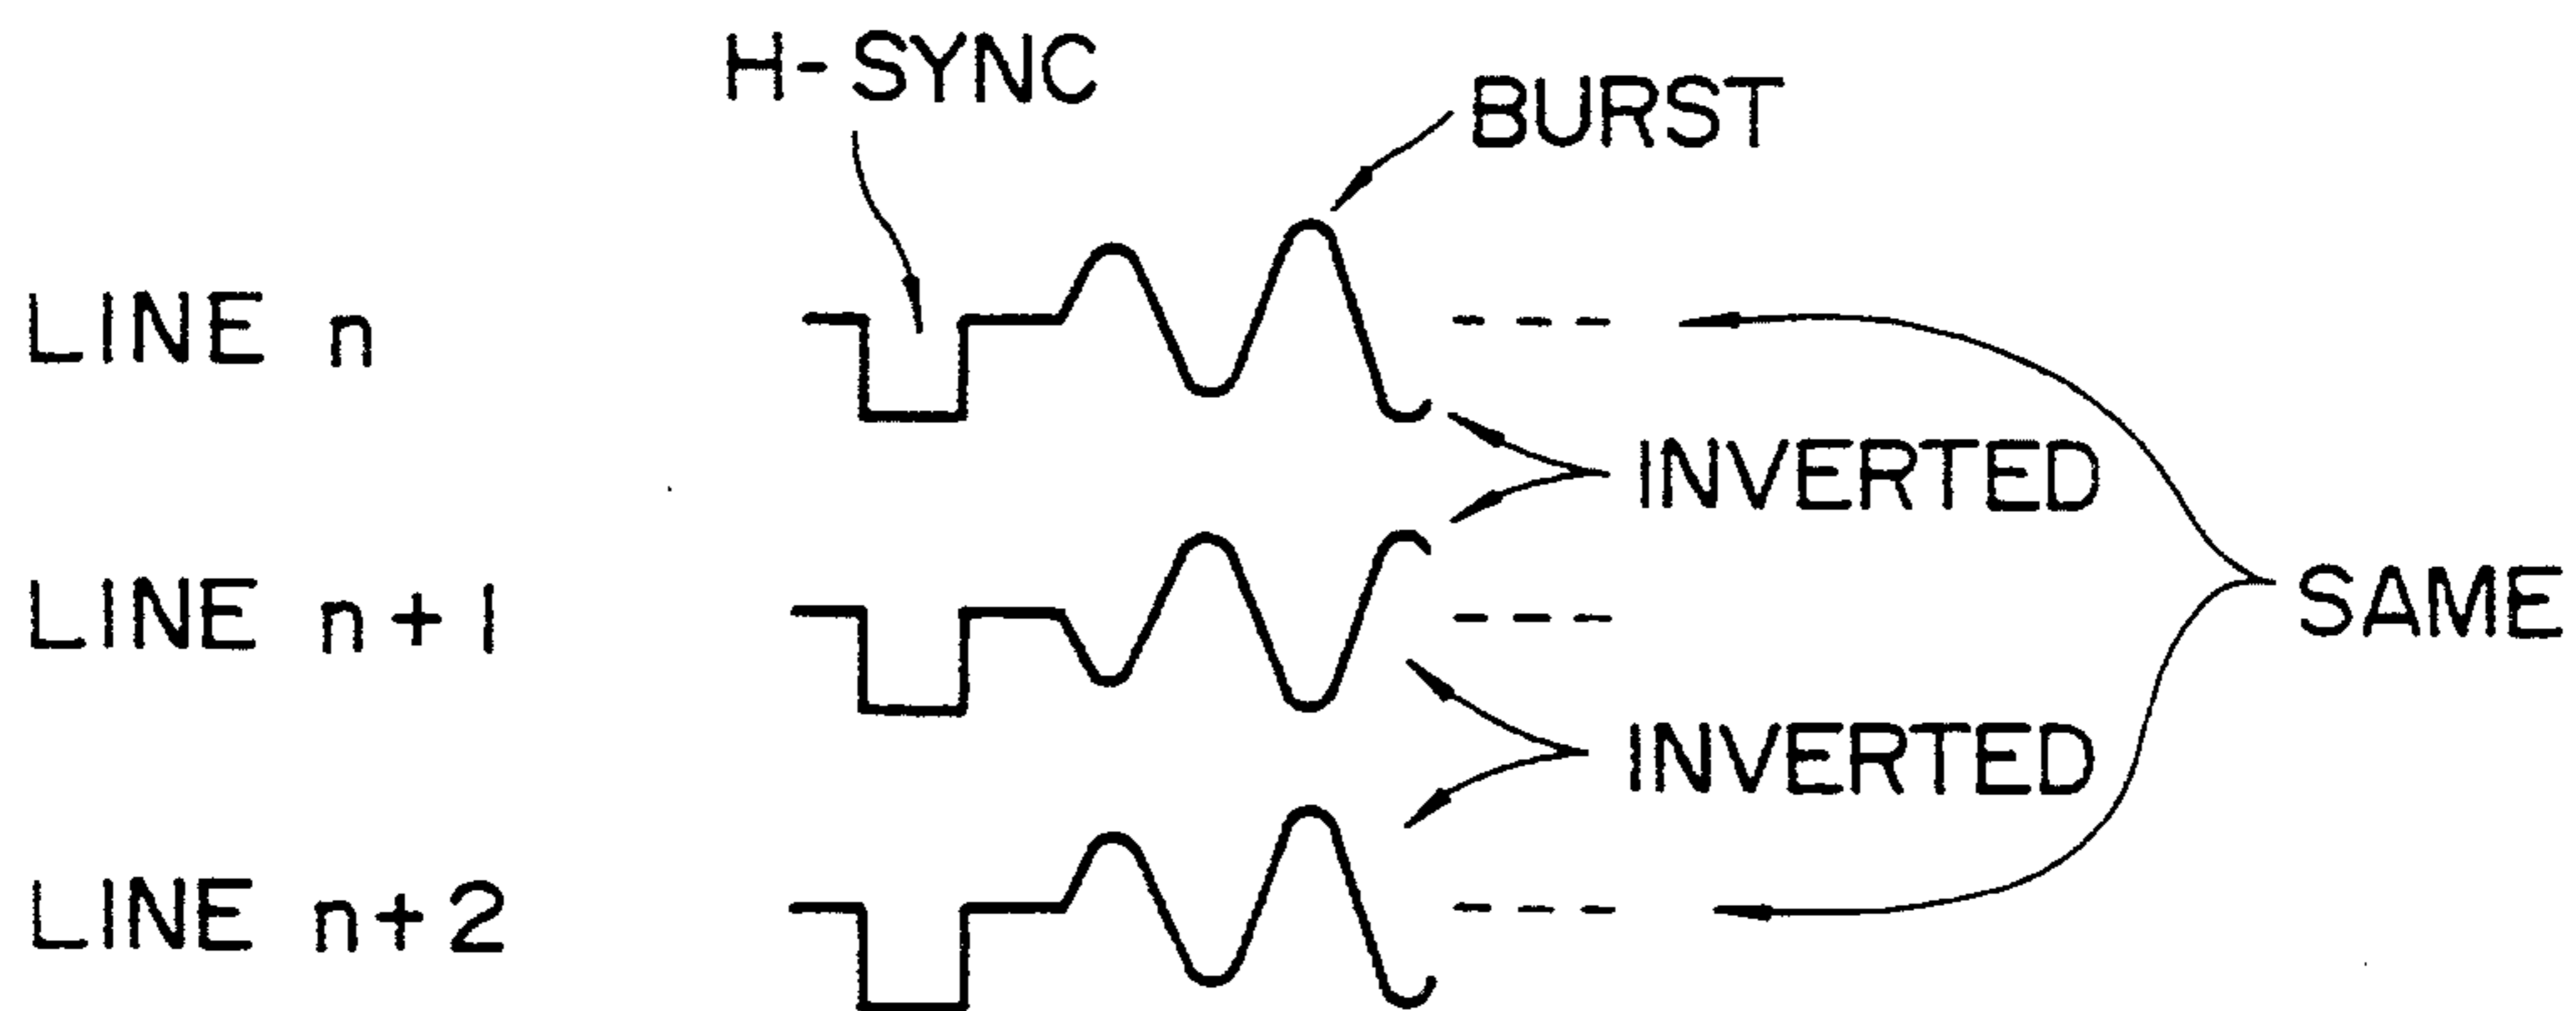 H-SYNC
BURST
LINE n
INVERTED
LINE n+1
SAME
INVERTED
LINE n+2